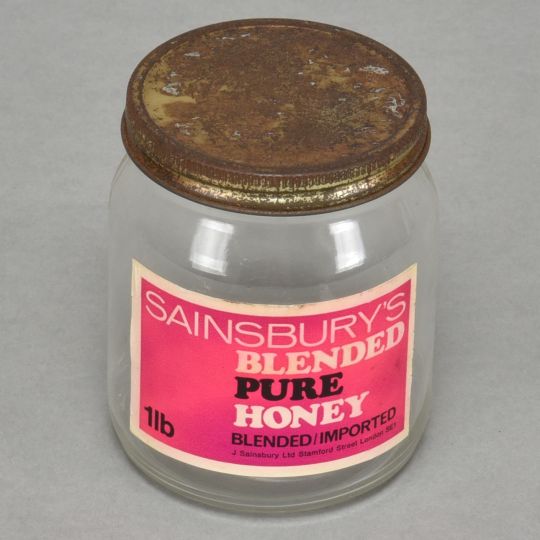 SAINSBURY'S
BLENDED
PURE
HONEY
1lb
BLENDED/IMPORTED
J Sainsbury Ltd Stamford Street London SE1